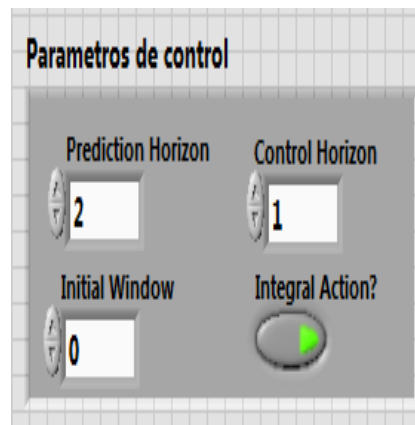 Parametros de control
Prediction Horizon
Control Horizon
2
1
Initial Window
Integral Action?
0